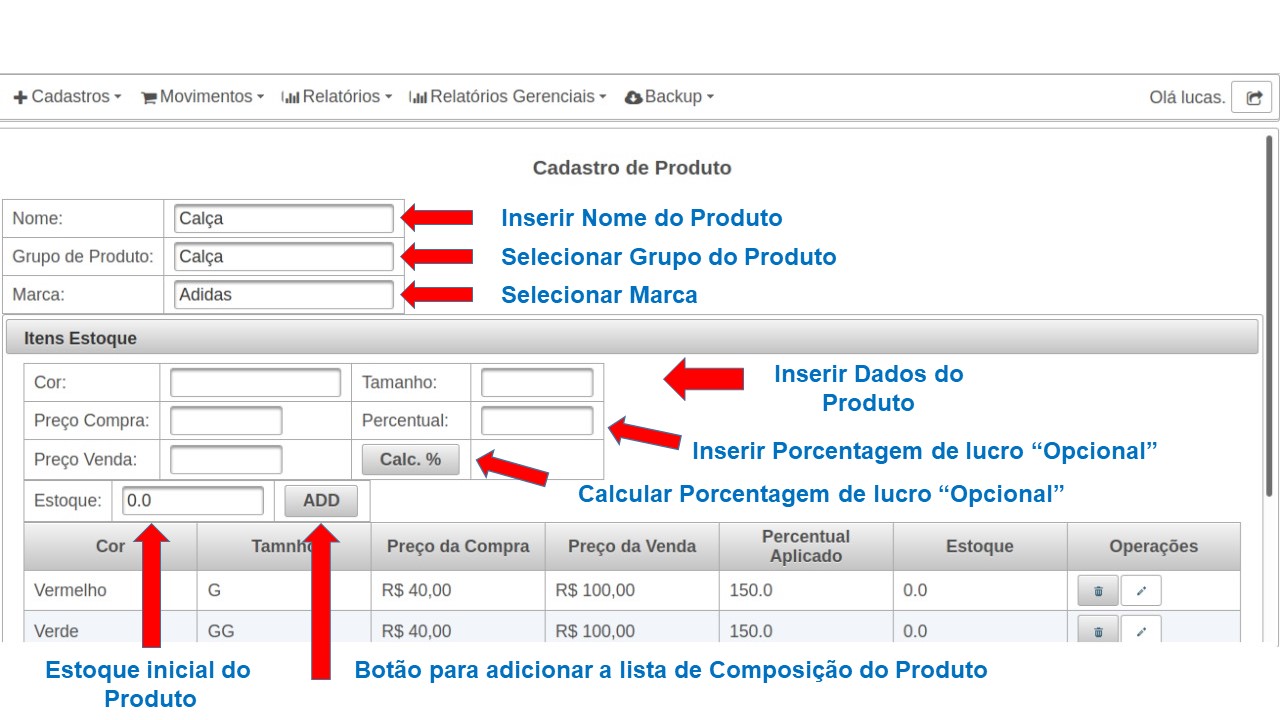 Cadastros Movimentos Relatórios Relatórios Gerenciais Backup Olá lucas.
Cadastro de Produto
Nome: Calça Inserir Nome do Produto
Grupo de Produto: Calça Selecionar Grupo do Produto
Marca: Adidas Selecionar Marca
Itens Estoque
Cor: Tamanho: Inserir Dados do
Produto
Preço Compra: Percentual:
Inserir Porcentagem de lucro “Opcional”
Preço Venda: Calc. %
Calcular Porcentagem de lucro “Opcional”
Estoque: 0.0 ADD
Cor Tamnho Preço da Compra Preço da Venda Percentual
Aplicado Estoque Operações
Vermelho G R$ 40,00 R$ 100,00 150.0 0.0
Verde GG R$ 40,00 R$ 100,00 150.0 0.0
Estoque inicial do
Produto
Botão para adicionar a lista de Composição do Produto